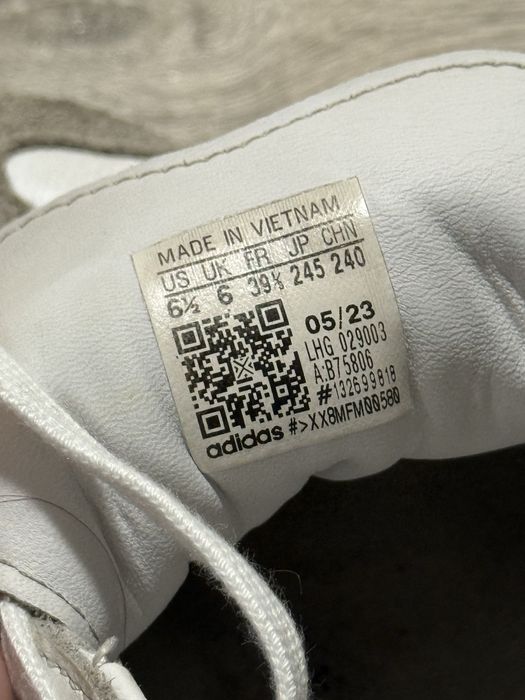 MADE IN VIETNAM
US UK FR JP CHN
6½ 6 39⅓ 245 240
05/23
LHG 029003
A:B75806
#132699818
adidas #>XX8MFM00580